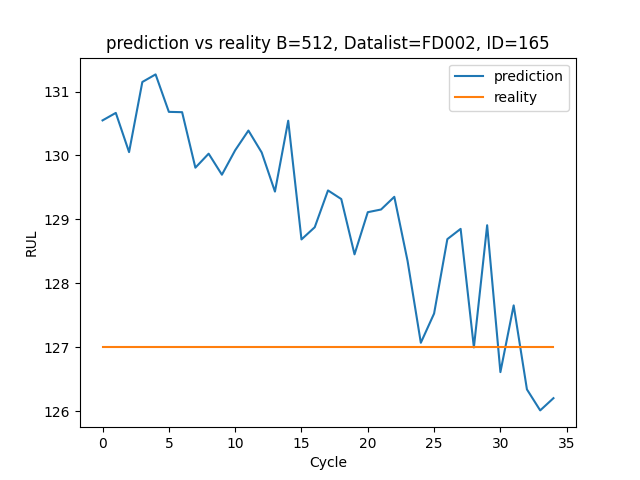 prediction vs reality B=512, Datalist=FD002, ID=165
prediction
reality
RUL
131
130
129
128
127
126
0 5 10 15 20 25 30 35
Cycle